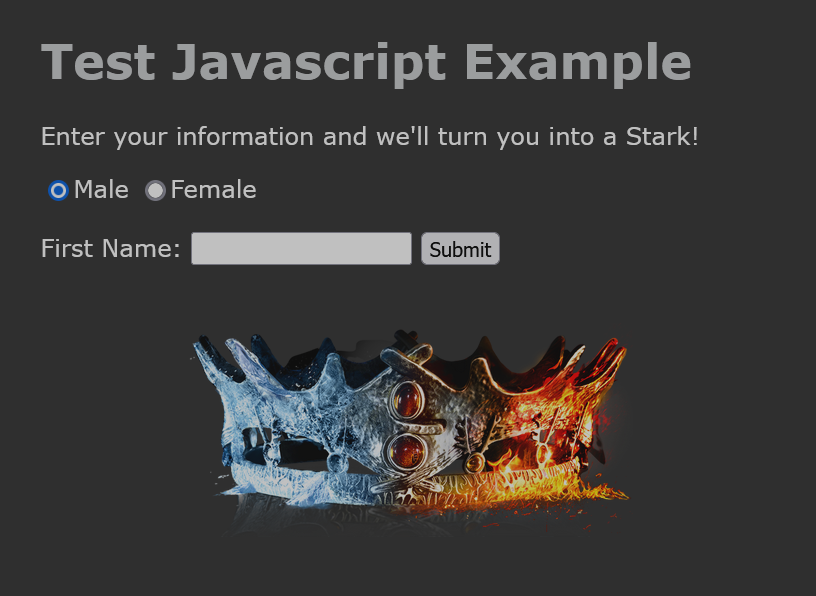 Test Javascript Example
Enter your information and we'll turn you into a Stark!
Male Female
First Name: Submit